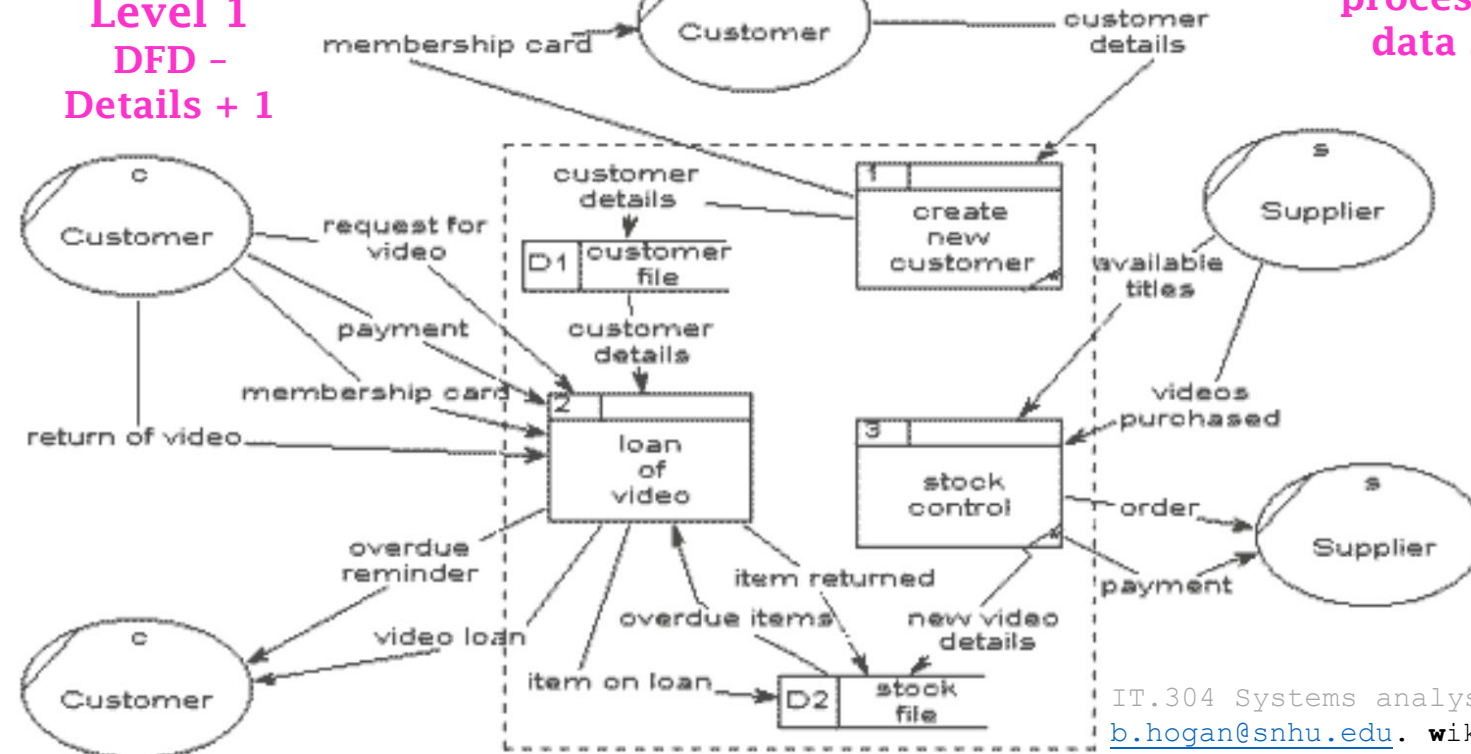 Level 1
DFD –
Details + 1
proces
data
Customer
membership card
customer
details
c
Customer
request for
video
payment
membership card
return of video
customer
details
D1
customer
file
customer
details
1
create
new
customer
s
Supplier
available
titles
videos
purchased
2
loan
of
video
3
stock
control
order
payment
s
Supplier
overdue
reminder
video loan
item on loan
overdue items
item returned
new video
details
D2
stock
file
c
Customer
IT.304 Systems analys
b.hogan@snhu.edu. wik